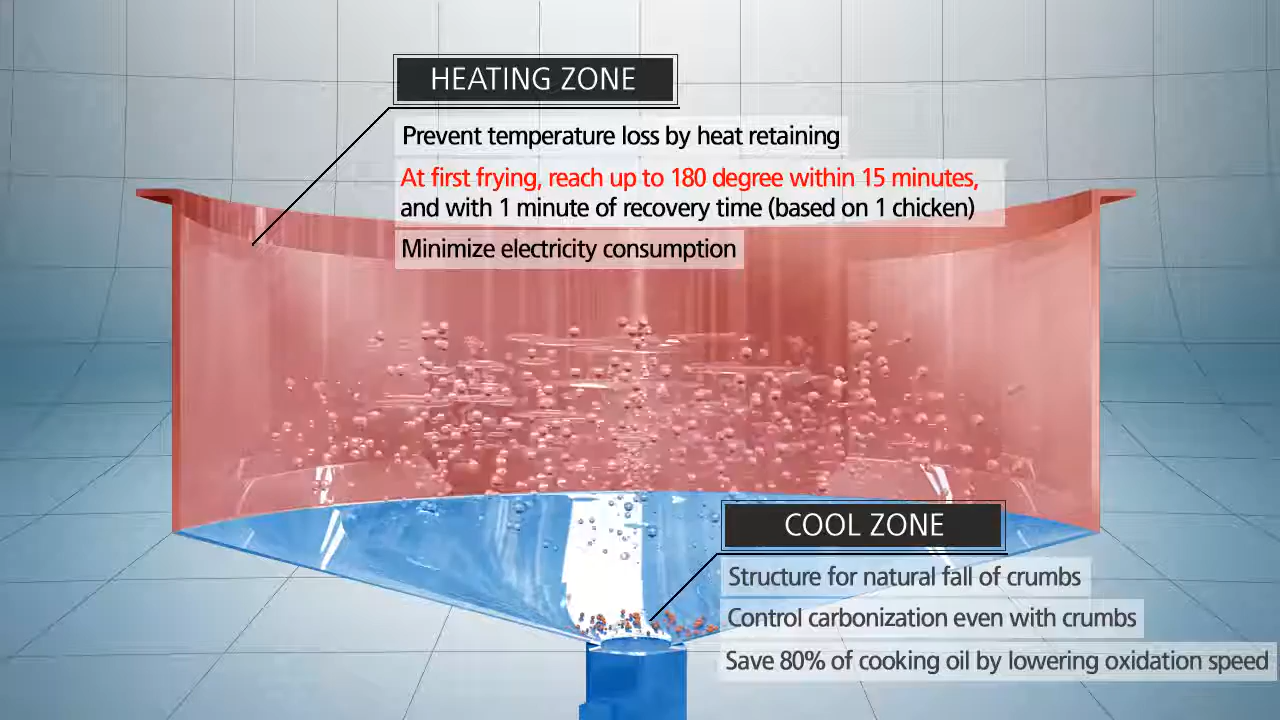 HEATING ZONE
Prevent temperature loss by heat retaining
At first frying, reach up to 180 degree within 15 minutes,
and with 1 minute of recovery time (based on 1 chicken)
Minimize electricity consumption
COOL ZONE
Structure for natural fall of crumbs
Control carbonization even with crumbs
Save 80% of cooking oil by lowering oxidation speed